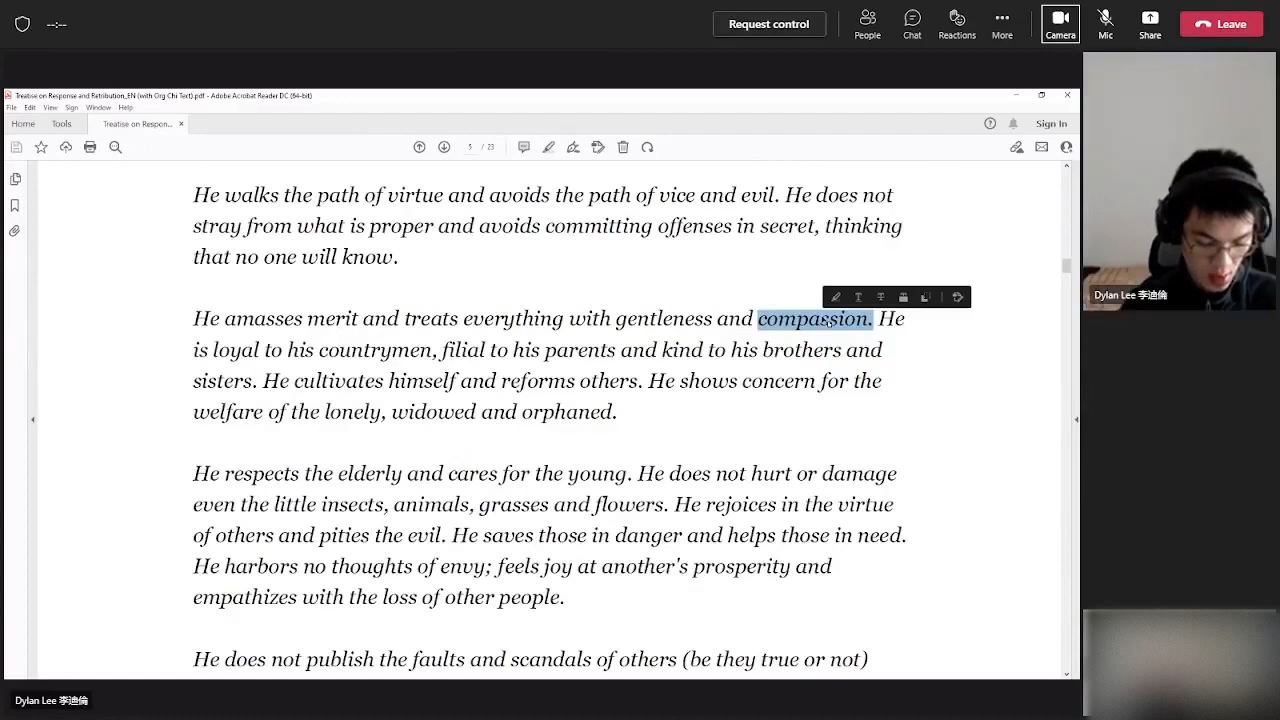 --:--
Request control
People
Chat
Reactions
More
Camera
Mic
Share
Leave
Treatise on Response and Retribution_EN (with Org Chi Text).pdf - Adobe Acrobat Reader DC (64-bit)
File Edit View Sign Window Help
Home Tools Treatise on Respon... × Sign In
5 / 23
He walks the path of virtue and avoids the path of vice and evil. He does not
stray from what is proper and avoids committing offenses in secret, thinking
that no one will know.
He amasses merit and treats everything with gentleness and compassion. He
is loyal to his countrymen, filial to his parents and kind to his brothers and
sisters. He cultivates himself and reforms others. He shows concern for the
welfare of the lonely, widowed and orphaned.
He respects the elderly and cares for the young. He does not hurt or damage
even the little insects, animals, grasses and flowers. He rejoices in the virtue
of others and pities the evil. He saves those in danger and helps those in need.
He harbors no thoughts of envy; feels joy at another's prosperity and
empathizes with the loss of other people.
He does not publish the faults and scandals of others (be they true or not)
Dylan Lee 李迪倫
Dylan Lee 李迪倫